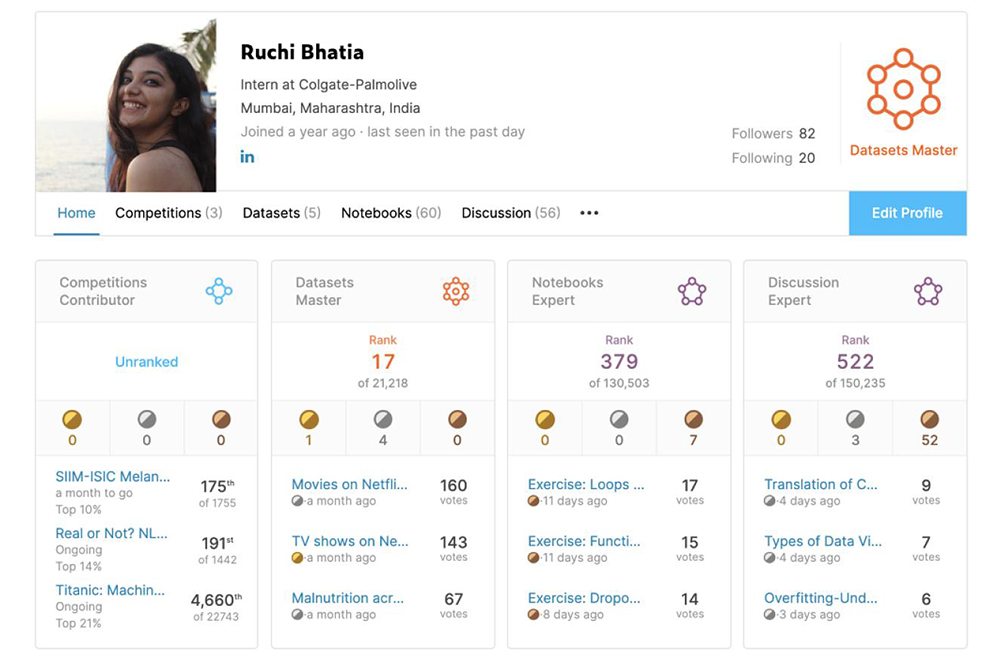 Ruchi Bhatia
Intern at Colgate-Palmolive
Mumbai, Maharashtra, India
Joined a year ago · last seen in the past day
in
Followers 82
Following 20
Datasets Master
Home Competitions (3) Datasets (5) Notebooks (60) Discussion (56) •••
Edit Profile
Competitions
Contributor
Unranked
0 0 0
SIIM-ISIC Melan...
a month to go
Top 10%
175th
of 1755
Real or Not? NL...
Ongoing
Top 14%
191st
of 1442
Titanic: Machin...
Ongoing
Top 21%
4,660th
of 22743
Datasets
Master
Rank
17
of 21,218
1 4 0
Movies on Netfli...
·a month ago
160
votes
TV shows on Ne...
·a month ago
143
votes
Malnutrition acr...
·a month ago
67
votes
Notebooks
Expert
Rank
379
of 130,503
0 0 7
Exercise: Loops ...
·11 days ago
17
votes
Exercise: Functi...
·11 days ago
15
votes
Exercise: Dropo...
·8 days ago
14
votes
Discussion
Expert
Rank
522
of 150,235
0 3 52
Translation of C...
·4 days ago
9
votes
Types of Data Vi...
·4 days ago
7
votes
Overfitting-Und...
·3 days ago
6
votes